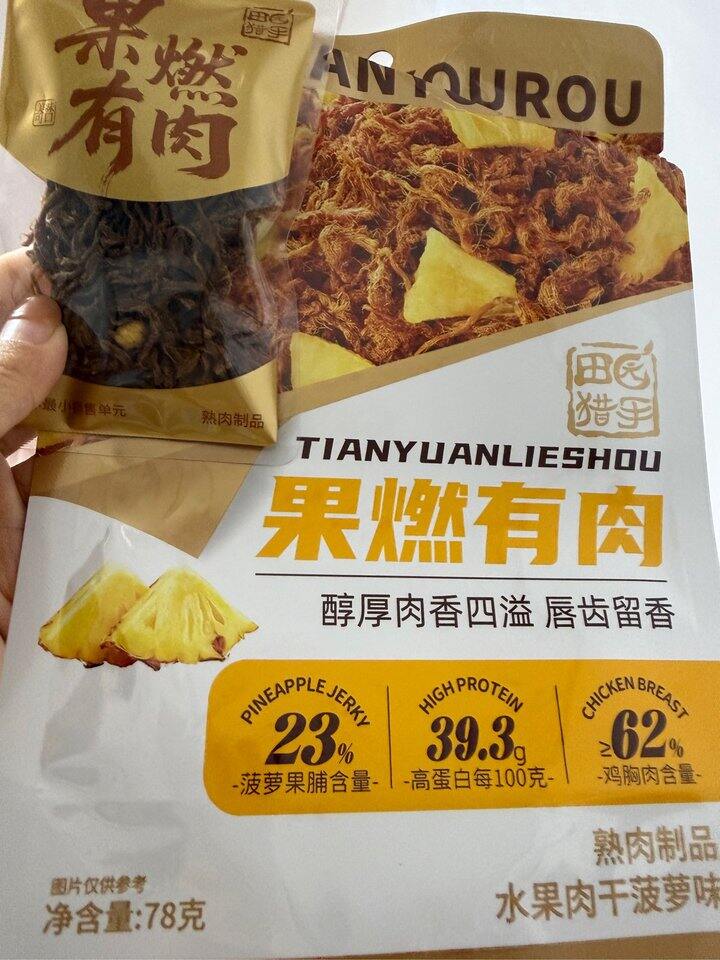 果燃
有肉
田园
猎手
最小销售单元
熟肉制品
ANYOUROU
田园
猎手
TIANYUANLIESHOU
果燃有肉
醇厚肉香四溢 唇齿留香
PINEAPPLE JERKY
23%
-菠萝果脯含量-
HIGH PROTEIN
39.3g
-高蛋白每100克-
CHICKEN BREAST
≥62%
-鸡胸肉含量-
熟肉制品
水果肉干菠萝味
图片仅供参考
净含量:78克